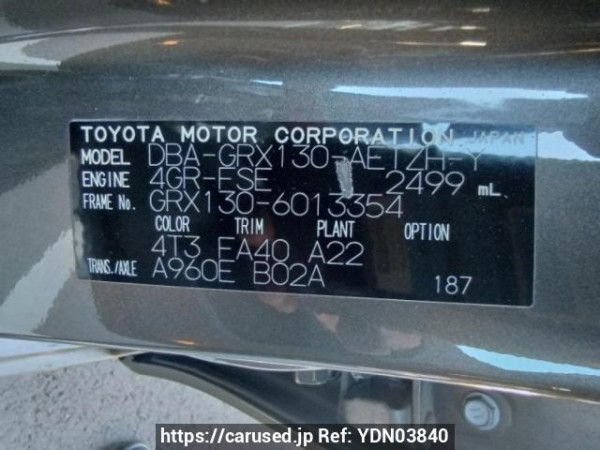 TOYOTA MOTOR CORPORATION JAPAN
MODEL DBA-GRX130-AETZH-Y
ENGINE 4GR-FSE 2499 mL
FRAME No. GRX130-6013354
COLOR TRIM PLANT OPTION
4T3 FA40 A22
TRANS./AXLE A960E B02A
187
https://carused.jp Ref: YDN03840